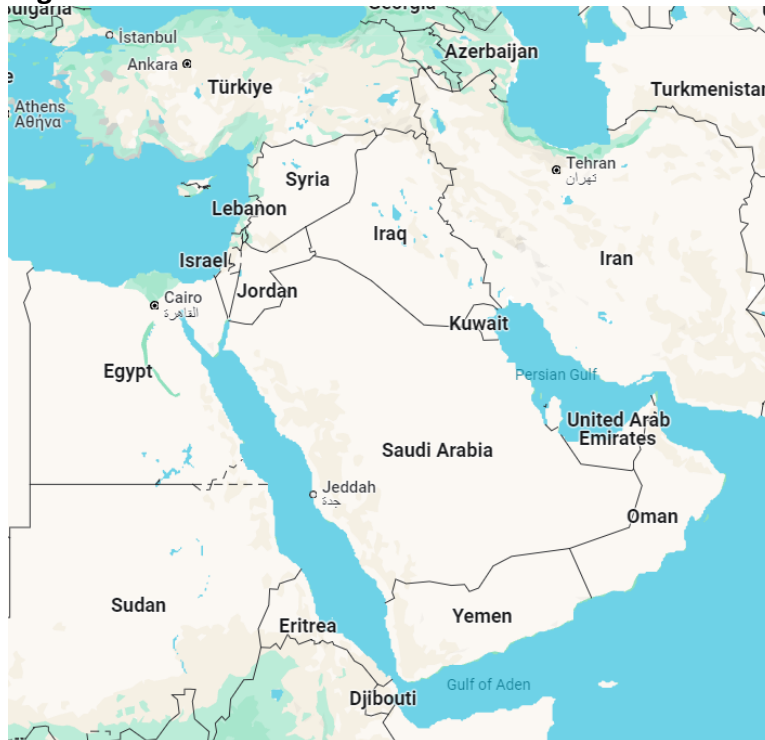 Georgia
İstanbul
Azerbaijan
Ankara
Türkiye
Turkmenistan
Athens
Αθήνα
Tehran
تهران
Syria
Lebanon
Iraq
Israel
Iran
Jordan
Cairo
القاهرة
Kuwait
Egypt
Persian Gulf
United Arab
Emirates
Saudi Arabia
Jeddah
جدة
Oman
Sudan
Eritrea
Yemen
Gulf of Aden
Djibouti